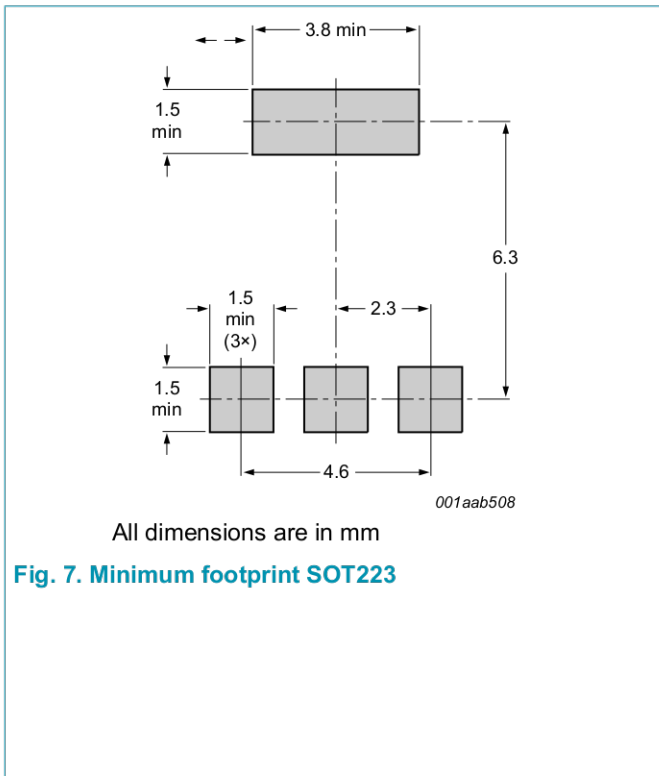 3.8 min
1.5
min
6.3
1.5
min
(3×)
2.3
1.5
min
4.6
001aab508
All dimensions are in mm
Fig. 7. Minimum footprint SOT223